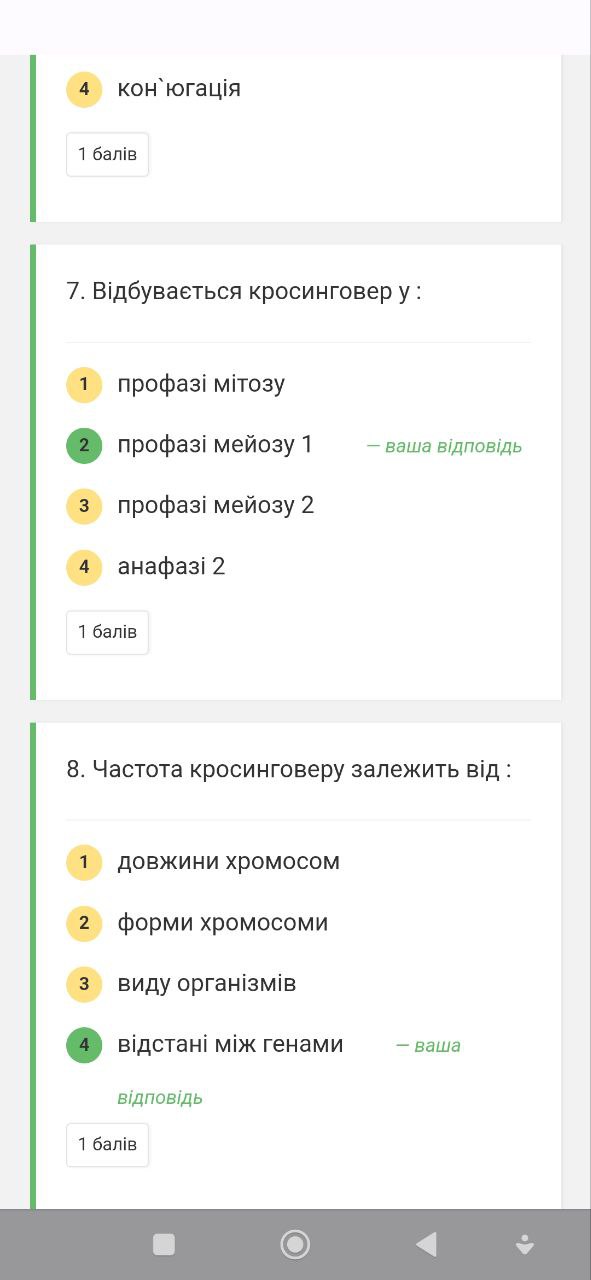 4 кон`югація
1 балів
7. Відбувається кросинговер у :
1 профазі мітозу
2 профазі мейозу 1 — ваша відповідь
3 профазі мейозу 2
4 анафазі 2
1 балів
8. Частота кросинговеру залежить від :
1 довжини хромосом
2 форми хромосоми
3 виду організмів
4 відстані між генами — ваша
відповідь
1 балів